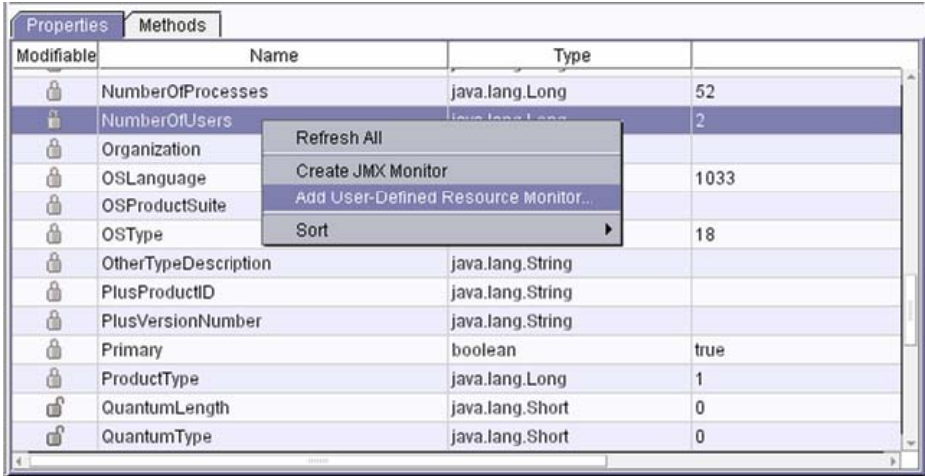 Properties Methods
Modifiable Name Type
NumberOfProcesses java.lang.Long 52
NumberOfUsers java.lang.Long 2
Refresh All
Organization
Create JMX Monitor
OSLanguage 1033
Add User-Defined Resource Monitor...
OSProductSuite
Sort
OSType 18
OtherTypeDescription java.lang.String
PlusProductID java.lang.String
PlusVersionNumber java.lang.String
Primary boolean true
ProductType java.lang.Long 1
QuantumLength java.lang.Short 0
QuantumType java.lang.Short 0